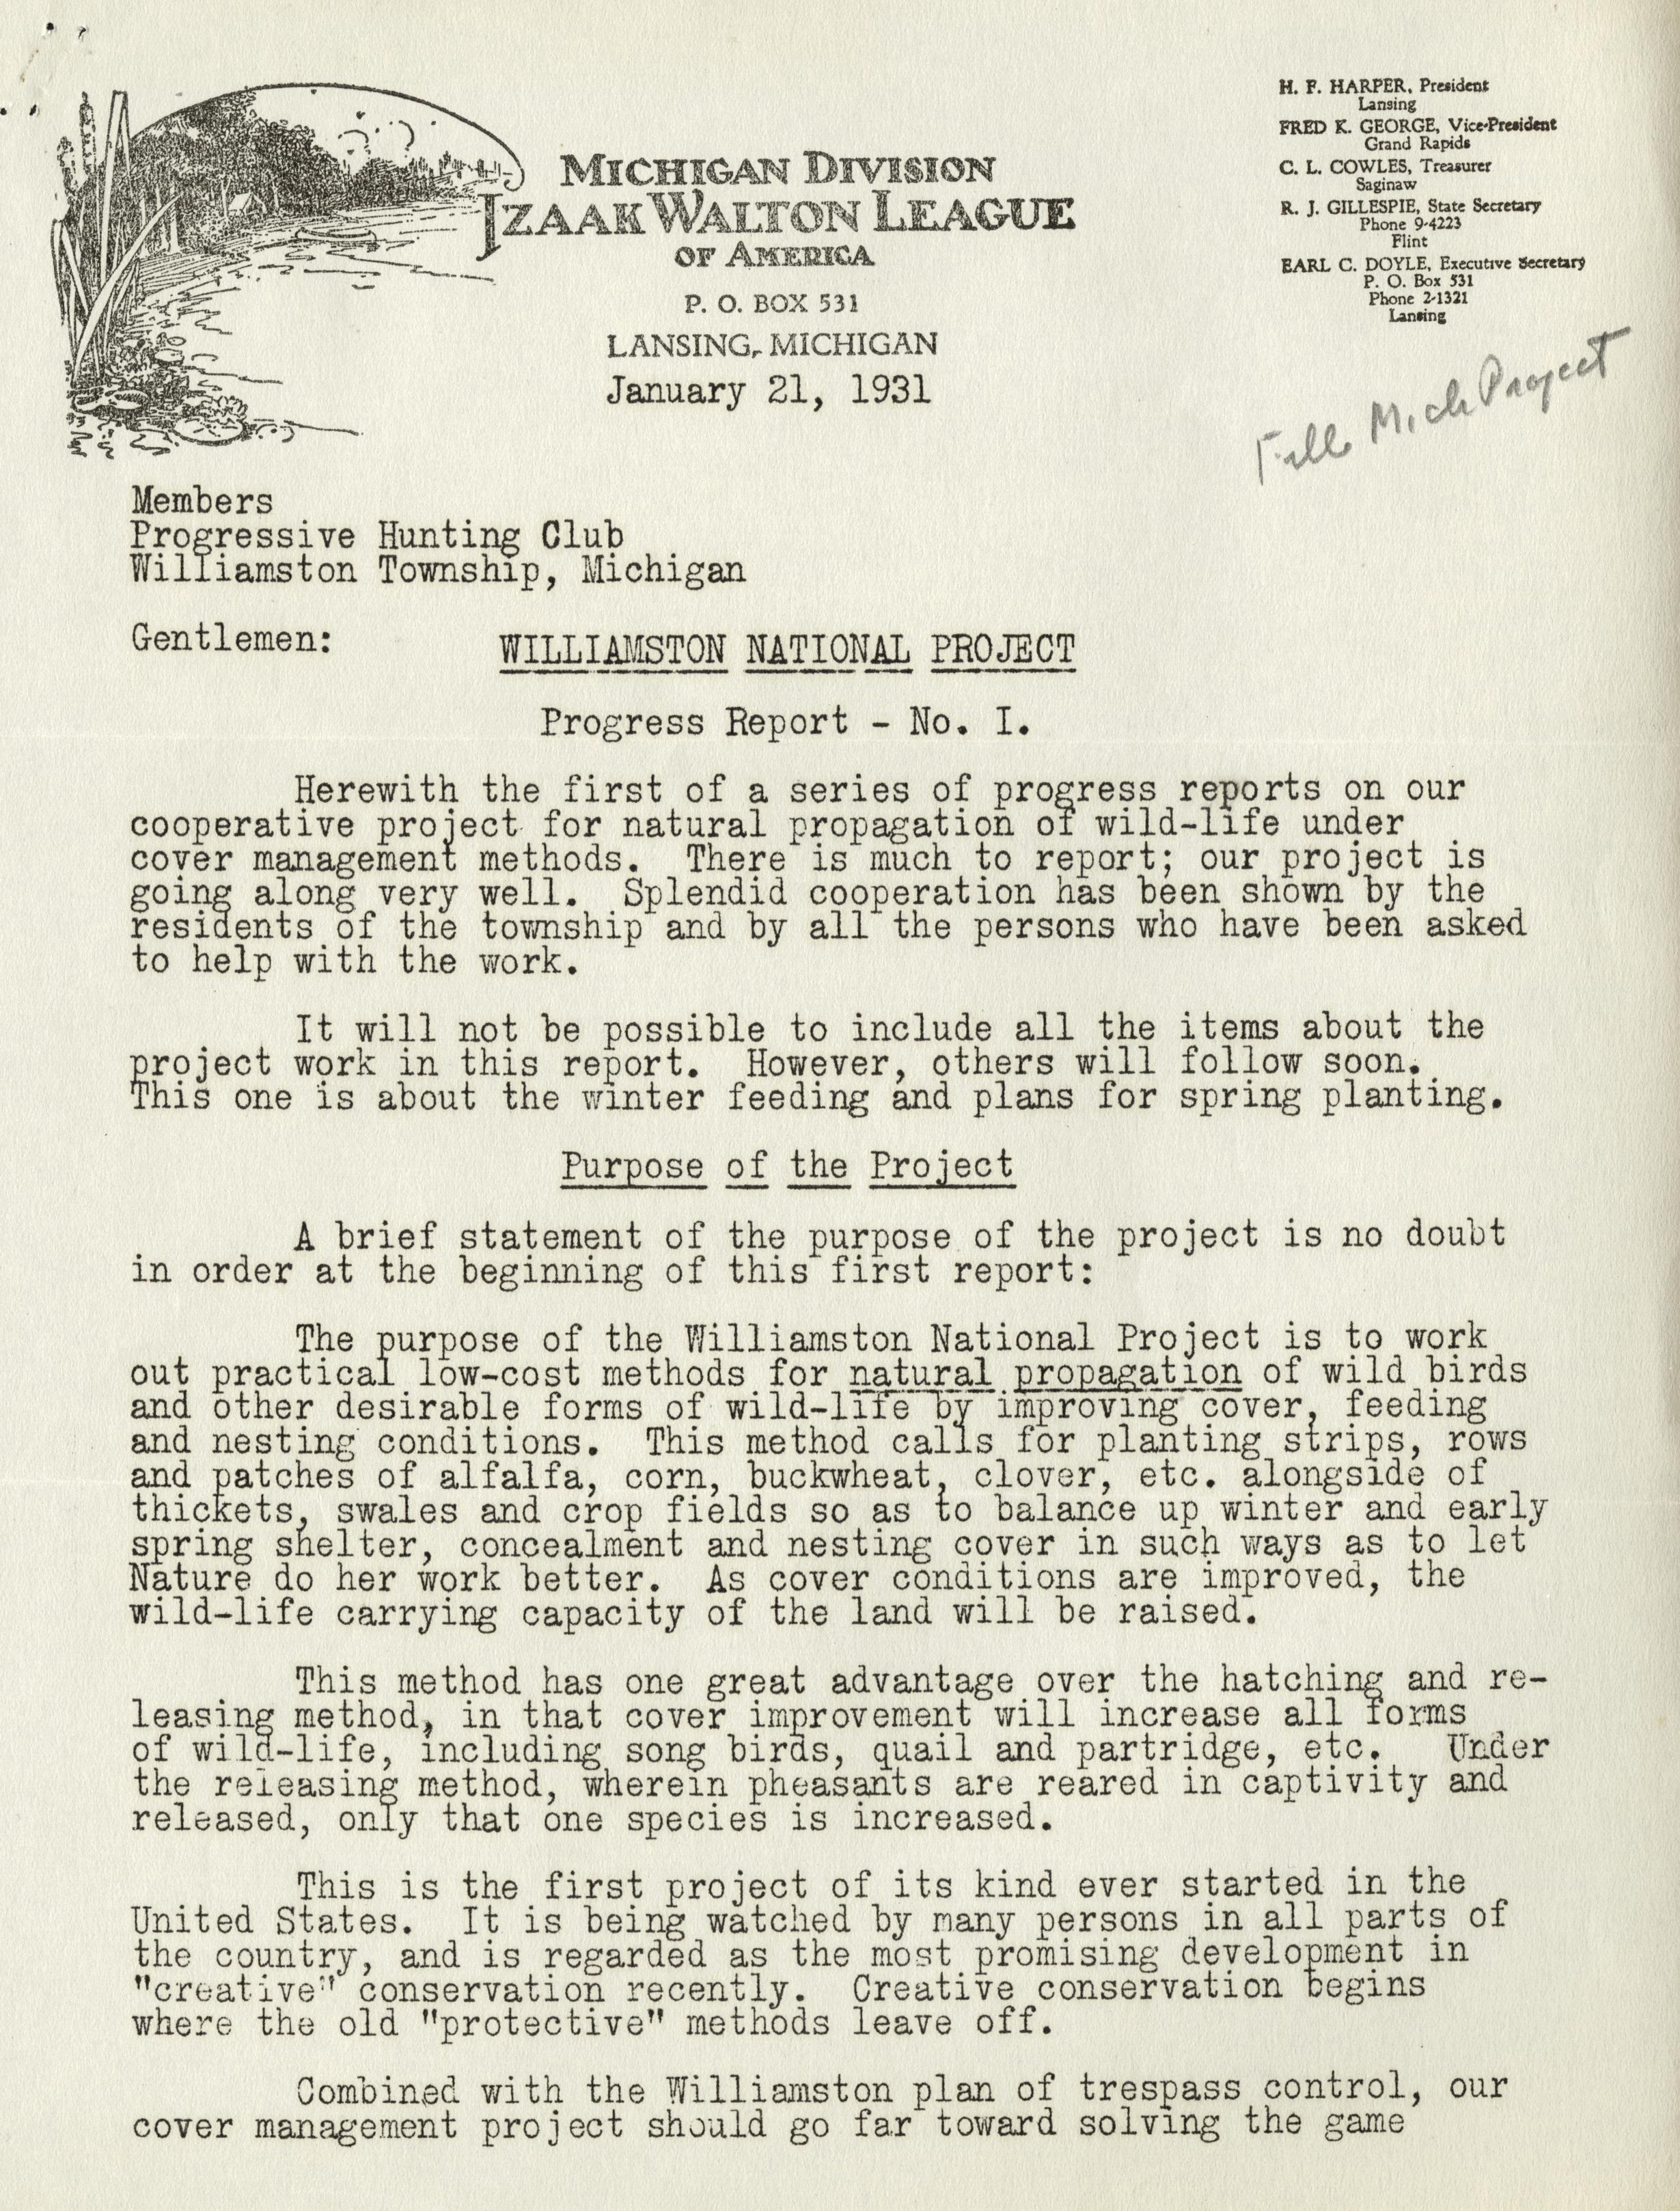 MICHIGAN DIVISION
IZAAK WALTON LEAGUE
OF AMERICA
P. O. BOX 531
LANSING, MICHIGAN
January 21, 1931
H. F. HARPER, President
Lansing
FRED K. GEORGE, Vice-President
Grand Rapids
C. L. COWLES, Treasurer
Saginaw
R. J. GILLESPIE, State Secretary
Phone 9-4223
Flint
EARL C. DOYLE, Executive Secretary
P. O. Box 531
Phone 2-1321
Lansing
Mich Project
Members
Progressive Hunting Club
Williamston Township, Michigan
Gentlemen:
WILLIAMSTON NATIONAL PROJECT
Progress Report - No. I.
Herewith the first of a series of progress reports on our
cooperative project for natural propagation of wild-life under
cover management methods. There is much to report; our project is
going along very well. Splendid cooperation has been shown by the
residents of the township and by all the persons who have been asked
to help with the work.
It will not be possible to include all the items about the
project work in this report. However, others will follow soon.
This one is about the winter feeding and plans for spring planting.
Purpose of the Project
A brief statement of the purpose of the project is no doubt
in order at the beginning of this first report:
The purpose of the Williamston National Project is to work
out practical low-cost methods for natural propagation of wild birds
and other desirable forms of wild-life by improving cover, feeding
and nesting conditions. This method calls for planting strips, rows
and patches of alfalfa, corn, buckwheat, clover, etc. alongside of
thickets, swales and crop fields so as to balance up winter and early
spring shelter, concealment and nesting cover in such ways as to let
Nature do her work better. As cover conditions are improved, the
wild-life carrying capacity of the land will be raised.
This method has one great advantage over the hatching and re-
leasing method, in that cover improvement will increase all forms
of wild-life, including song birds, quail and partridge, etc. Under
the releasing method, wherein pheasants are reared in captivity and
released, only that one species is increased.
This is the first project of its kind ever started in the
United States. It is being watched by many persons in all parts of
the country, and is regarded as the most promising development in
"creative" conservation recently. Creative conservation begins
where the old "protective" methods leave off.
Combined with the Williamston plan of trespass control, our
cover management project should go far toward solving the game